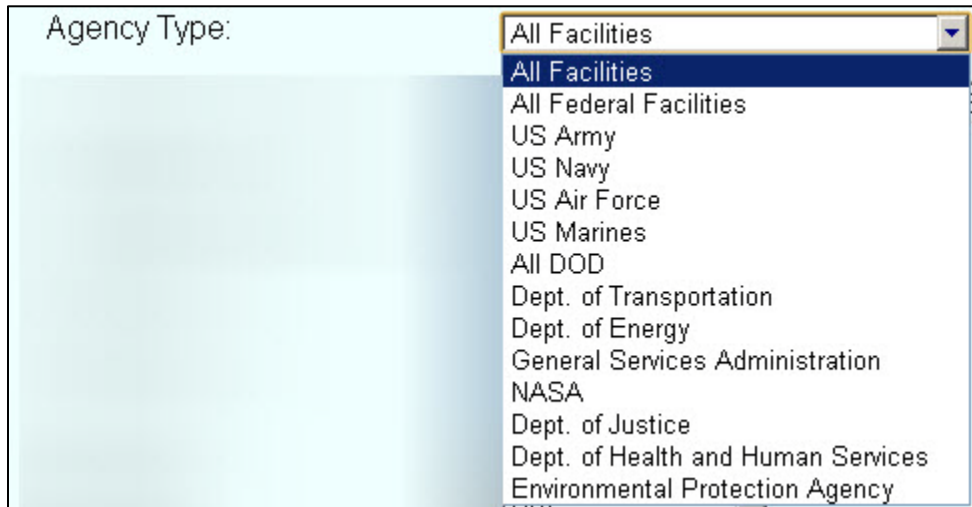 Agency Type:
All Facilities
All Facilities
All Federal Facilities
US Army
US Navy
US Air Force
US Marines
All DOD
Dept. of Transportation
Dept. of Energy
General Services Administration
NASA
Dept. of Justice
Dept. of Health and Human Services
Environmental Protection Agency